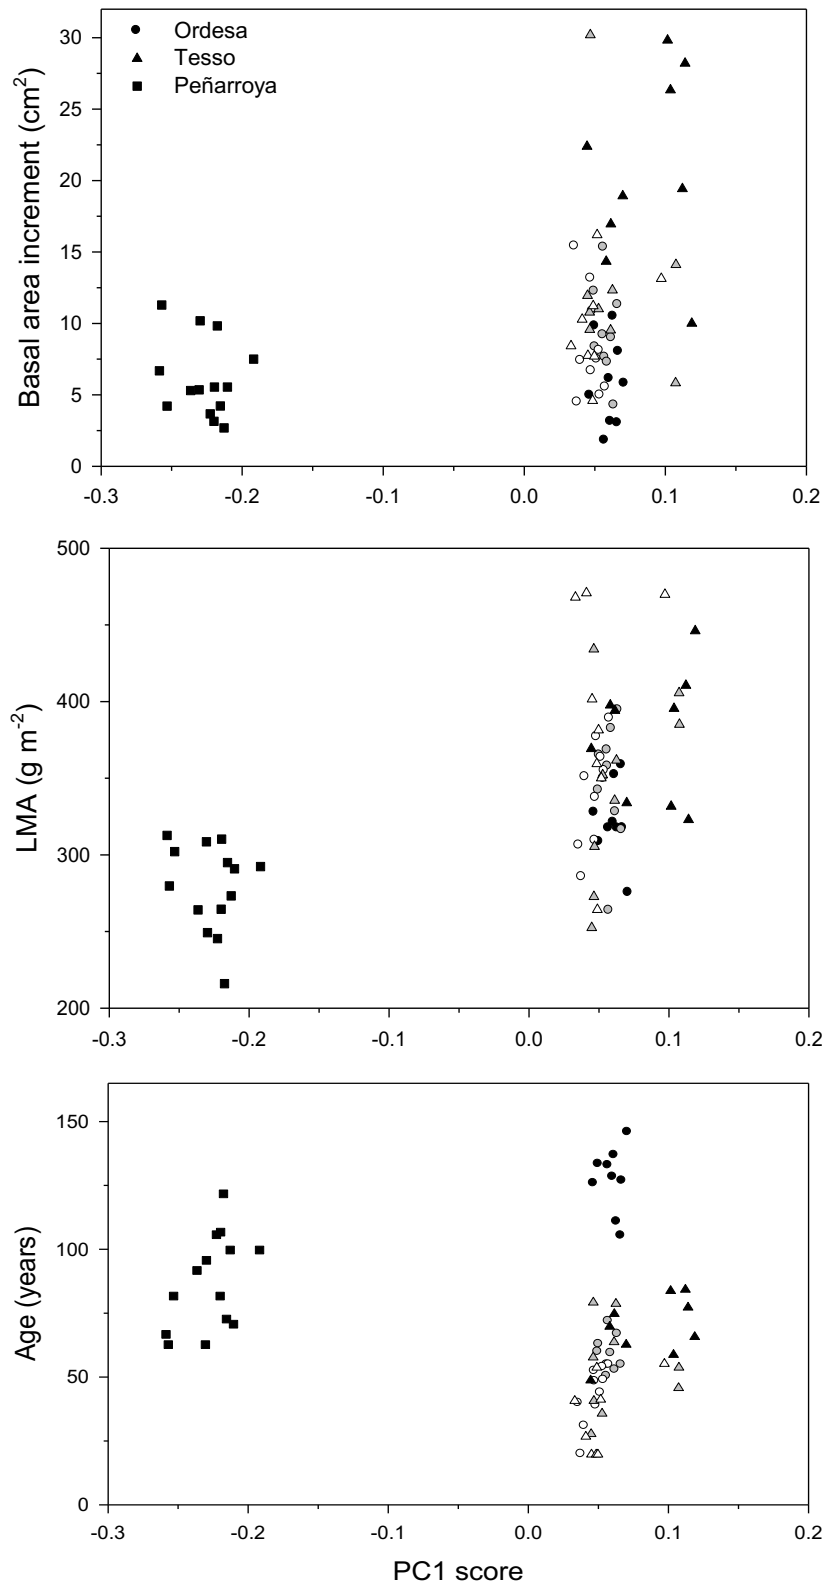 Ordesa
Tesso
Peñarroya
Basal area increment (cm²)
30
25
20
15
10
5
0
-0.3 -0.2 -0.1 0.0 0.1 0.2
LMA (g m⁻²)
500
400
300
200
-0.3 -0.2 -0.1 0.0 0.1 0.2
Age (years)
150
100
50
0
-0.3 -0.2 -0.1 0.0 0.1 0.2
PC1 score